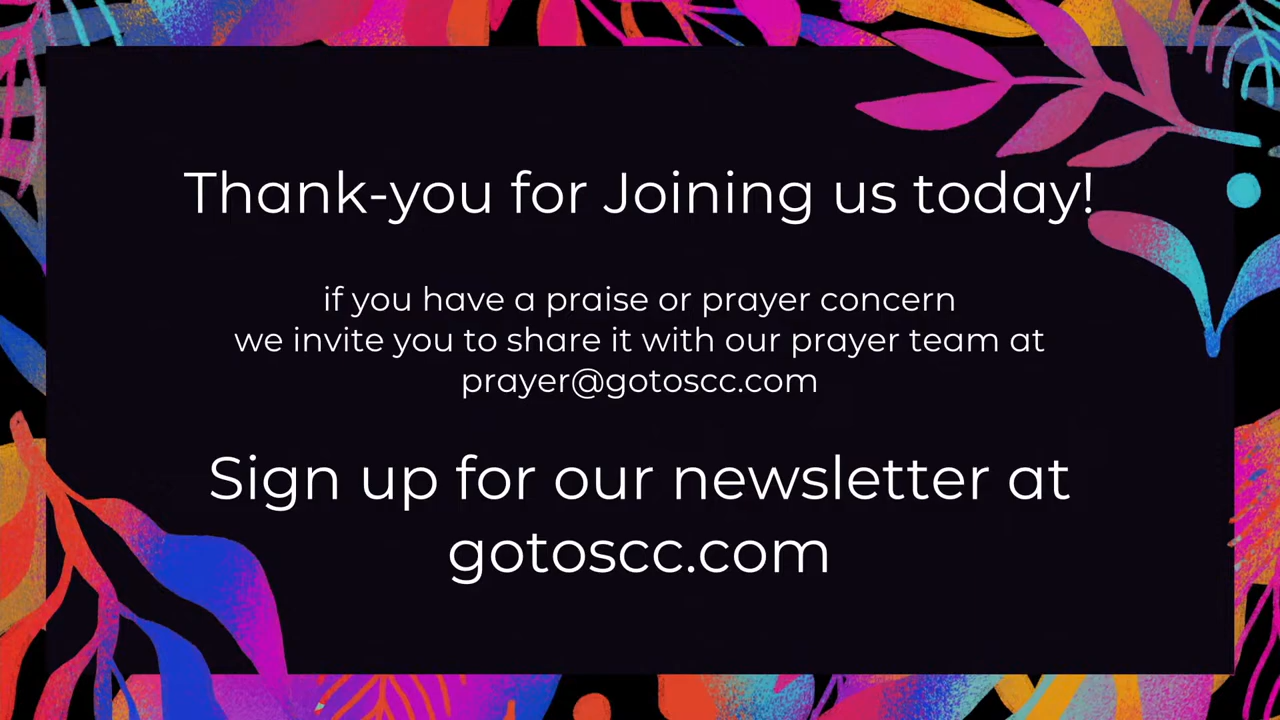 Thank-you for Joining us today!
if you have a praise or prayer concern
we invite you to share it with our prayer team at
prayer@gotoscc.com
Sign up for our newsletter at
gotoscc.com